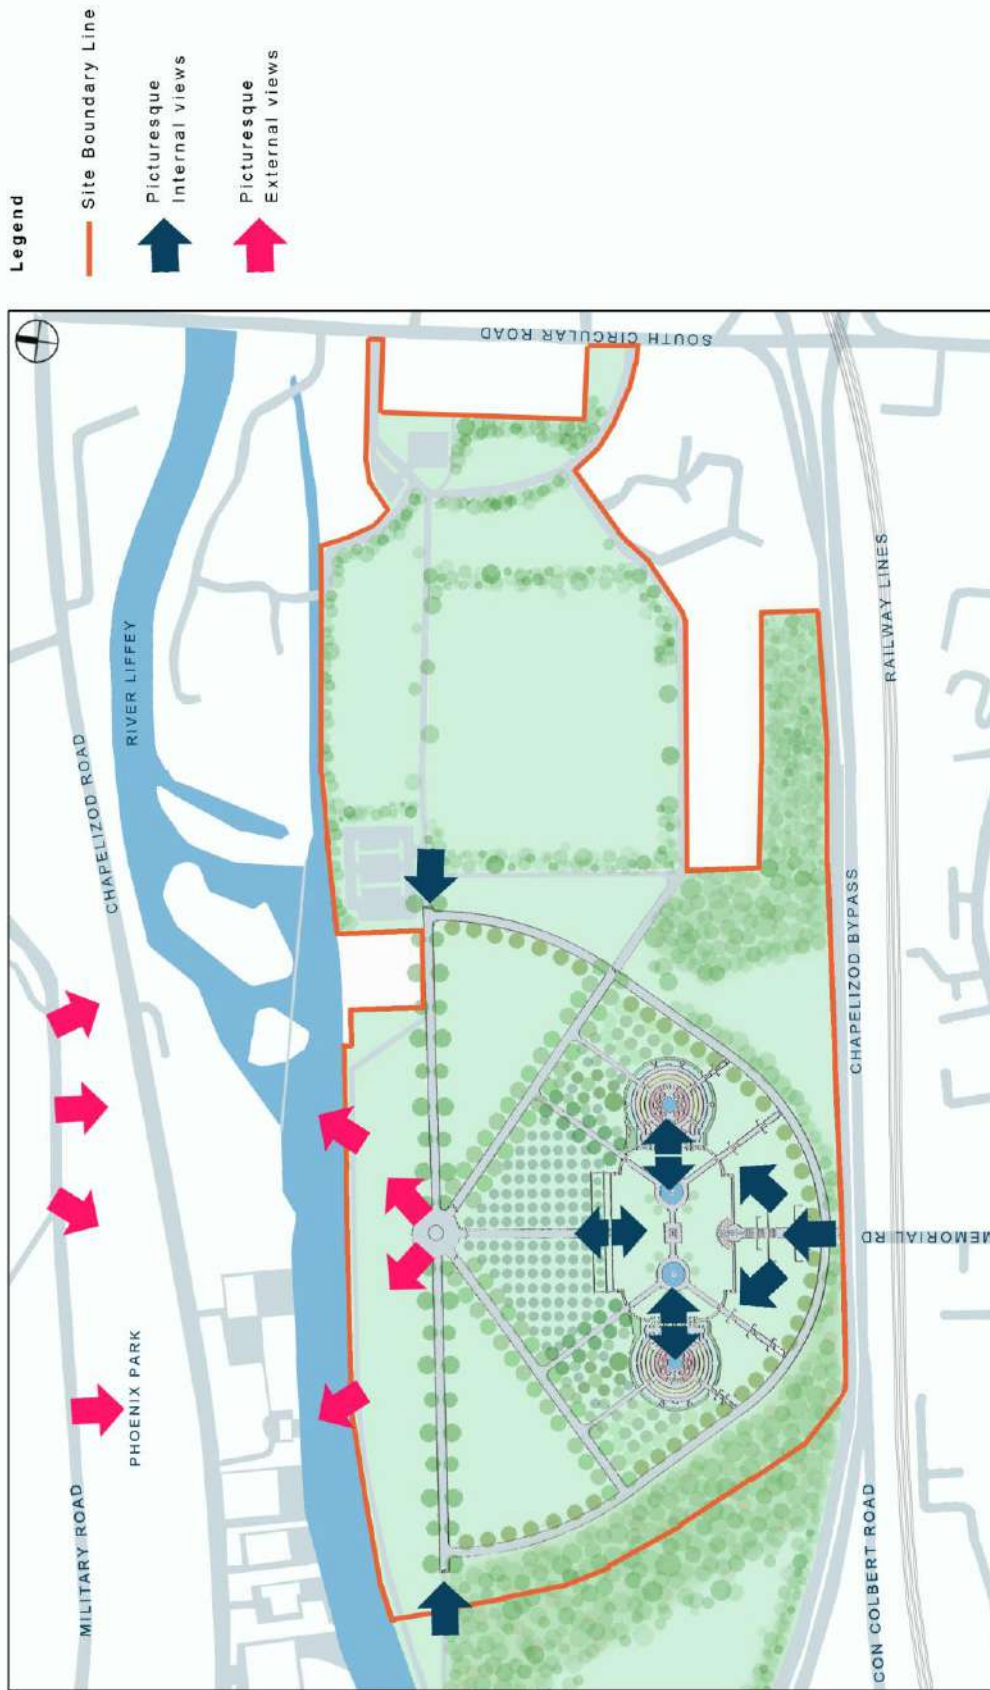 Legend
Site Boundary Line
Picturesque
Internal views
Picturesque
External views
MILITARY ROAD
PHOENIX PARK
CHAPELIZOD ROAD
RIVER LIFFEY
SOUTH CIRCULAR ROAD
CON COLBERT ROAD
CHAPELIZOD BYPASS
RAILWAY LINES
MEMORIAL RD